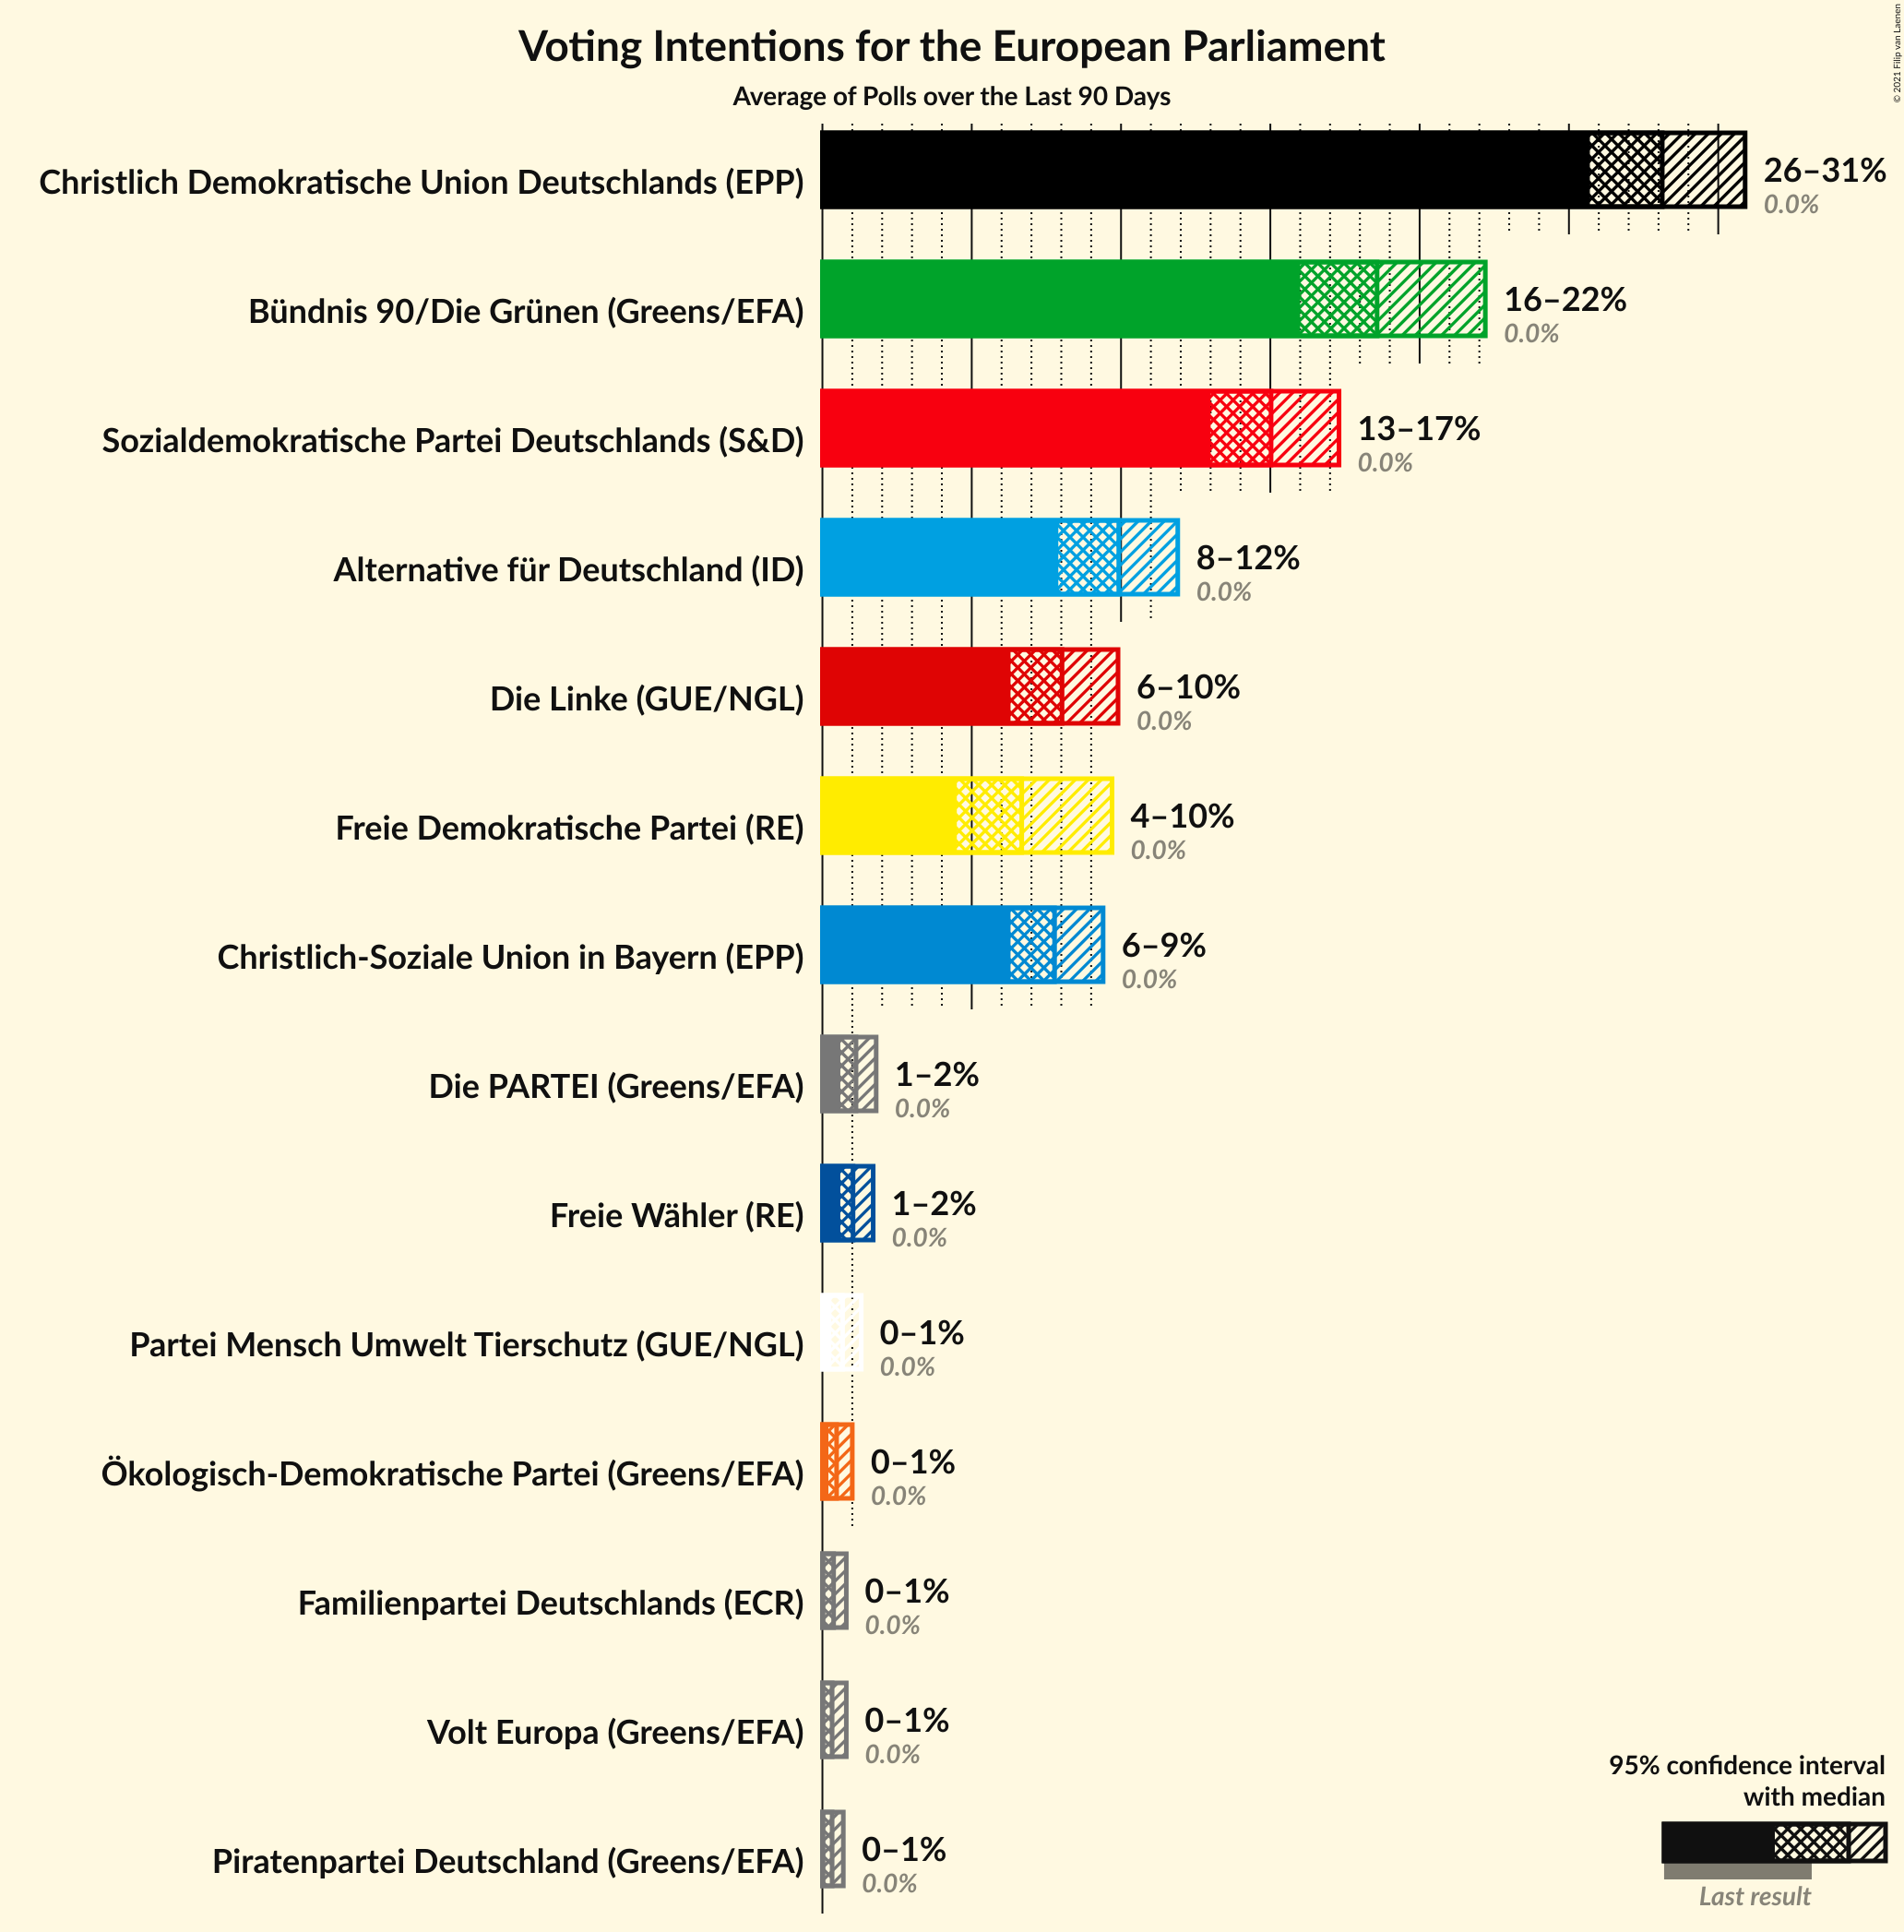 © 2021 Filip van Laenen
Voting Intentions for the European Parliament
Average of Polls over the Last 90 Days
Christlich Demokratische Union Deutschlands (EPP)
26–31%
0.0%
Bündnis 90/Die Grünen (Greens/EFA)
16–22%
0.0%
Sozialdemokratische Partei Deutschlands (S&D)
13–17%
0.0%
Alternative für Deutschland (ID)
8–12%
0.0%
Die Linke (GUE/NGL)
6–10%
0.0%
Freie Demokratische Partei (RE)
4–10%
0.0%
Christlich-Soziale Union in Bayern (EPP)
6–9%
0.0%
Die PARTEI (Greens/EFA)
1–2%
0.0%
Freie Wähler (RE)
1–2%
0.0%
Partei Mensch Umwelt Tierschutz (GUE/NGL)
0–1%
0.0%
Ökologisch-Demokratische Partei (Greens/EFA)
0–1%
0.0%
Familienpartei Deutschlands (ECR)
0–1%
0.0%
Volt Europa (Greens/EFA)
0–1%
0.0%
Piratenpartei Deutschland (Greens/EFA)
0–1%
0.0%
95% confidence interval
with median
Last result